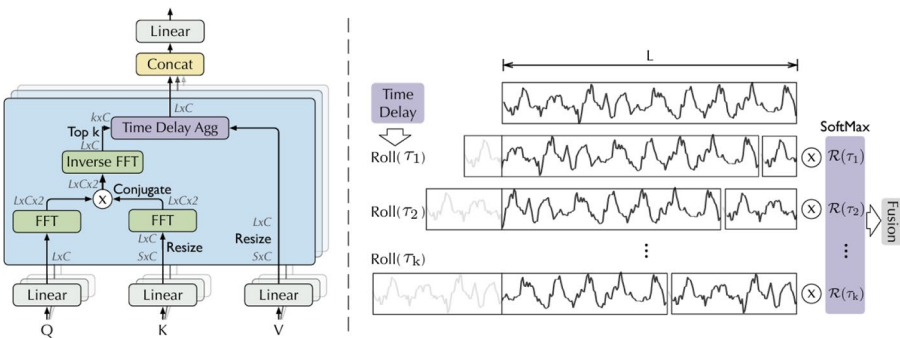 Linear
Concat
LxC
kxC
Top k
Time Delay Agg
LxC
Inverse FFT
LxCx2
Conjugate
LxCx2
X
LxCx2
FFT
FFT
LxC
LxC
Resize
Resize
LxC
SxC
SxC
Linear
Linear
Linear
Q
K
V
L
Time
Delay
SoftMax
Roll(τ1)
X
R(τ1)
Roll(τ2)
X
R(τ2)
Fusion
Roll(τk)
X
R(τk)